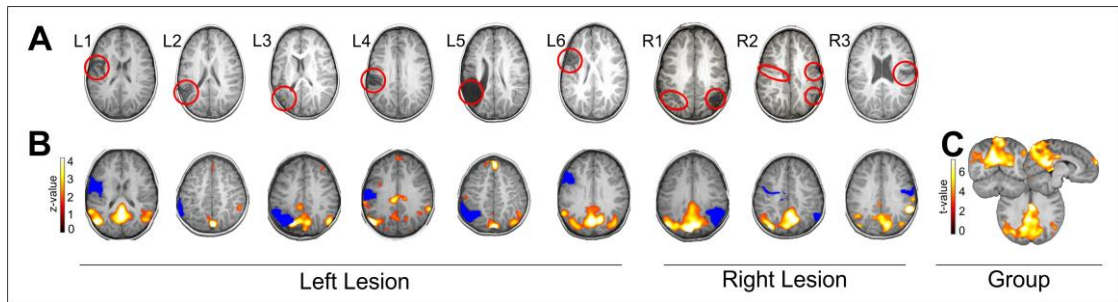 A
L1 L2 L3 L4 L5 L6 R1 R2 R3
B
z-value
4
3
2
1
0
C
t-value
6
4
2
0
Left Lesion
Right Lesion
Group